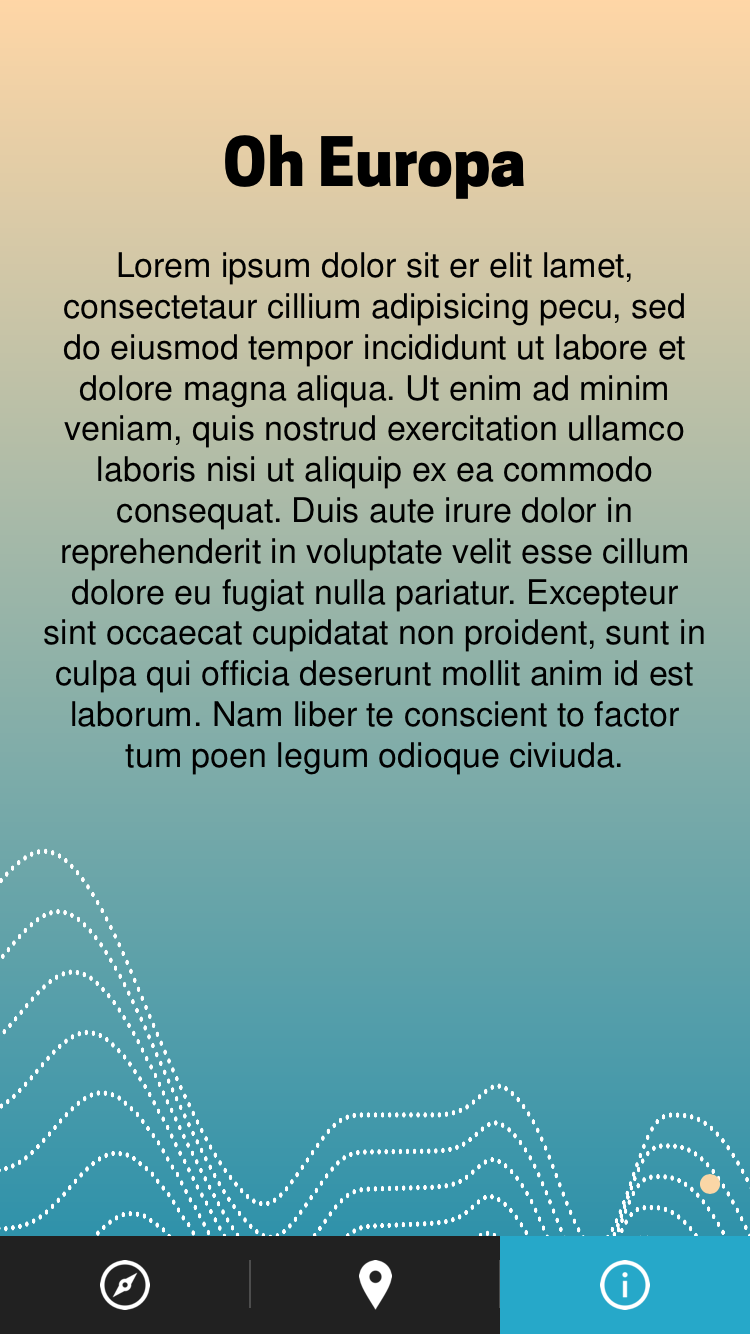 Oh Europa
Lorem ipsum dolor sit er elit lamet,
consectetaur cillium adipisicing pecu, sed
do eiusmod tempor incididunt ut labore et
dolore magna aliqua. Ut enim ad minim
veniam, quis nostrud exercitation ullamco
laboris nisi ut aliquip ex ea commodo
consequat. Duis aute irure dolor in
reprehenderit in voluptate velit esse cillum
dolore eu fugiat nulla pariatur. Excepteur
sint occaecat cupidatat non proident, sunt in
culpa qui officia deserunt mollit anim id est
laborum. Nam liber te conscient to factor
tum poen legum odioque civiuda.